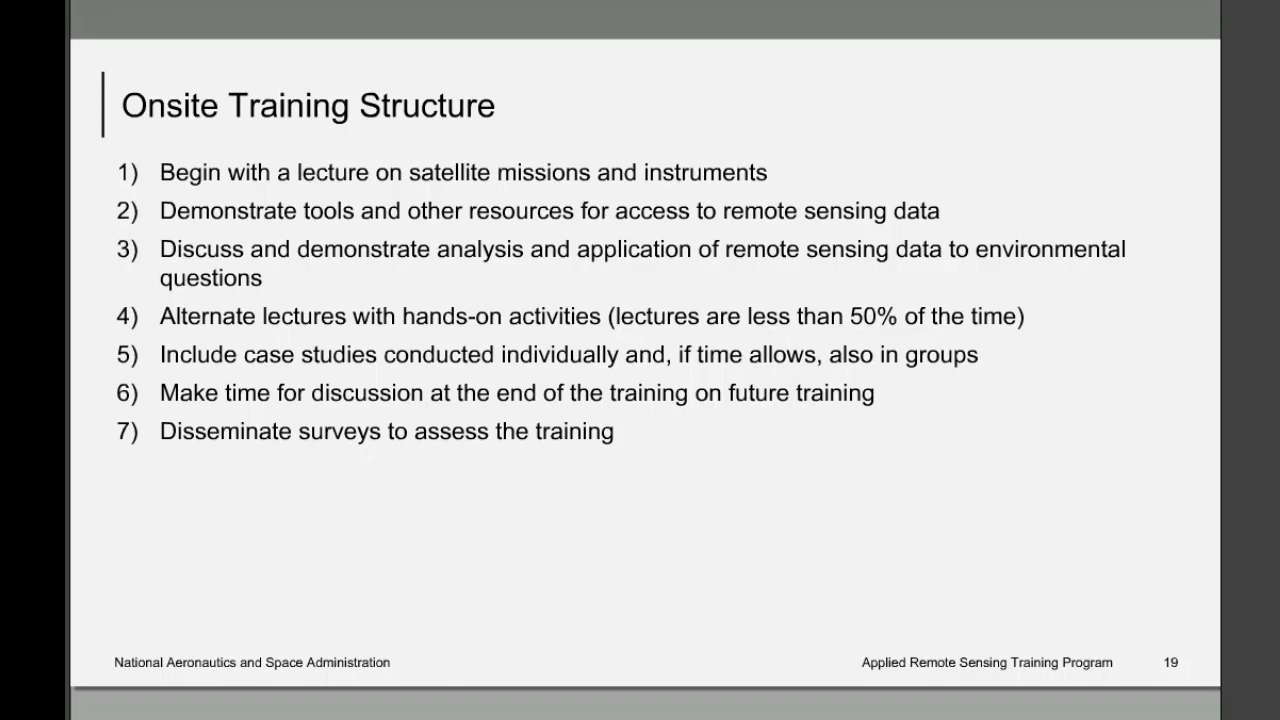 Onsite Training Structure
1) Begin with a lecture on satellite missions and instruments
2) Demonstrate tools and other resources for access to remote sensing data
3) Discuss and demonstrate analysis and application of remote sensing data to environmental
questions
4) Alternate lectures with hands-on activities (lectures are less than 50% of the time)
5) Include case studies conducted individually and, if time allows, also in groups
6) Make time for discussion at the end of the training on future training
7) Disseminate surveys to assess the training
National Aeronautics and Space Administration
Applied Remote Sensing Training Program
19